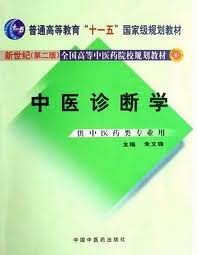 普通高等教育“十一五”国家级规划教材
新世纪(第二版)全国高等中医药院校规划教材
中医诊断学
供中医药类专业用
主编 朱文锋
中国中医药出版社